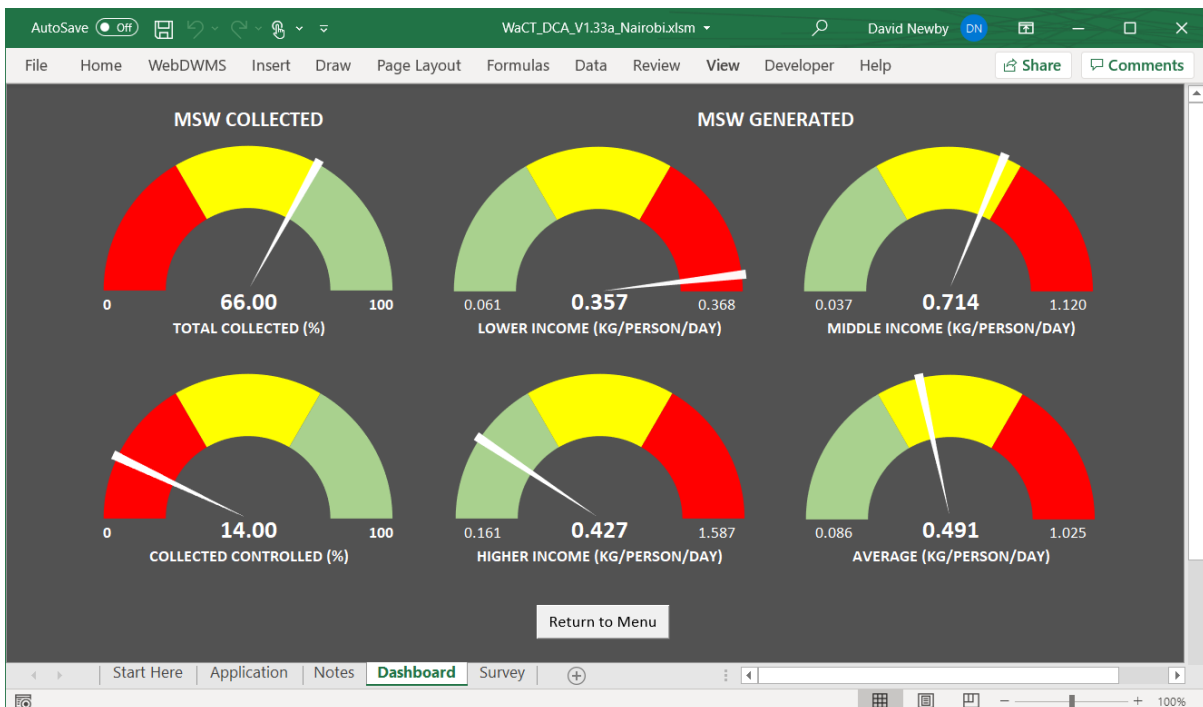 AutoSave Off WaCT_DCA_V1.33a_Nairobi.xlsm David Newby DN
File Home WebDWMS Insert Draw Page Layout Formulas Data Review View Developer Help Share Comments
MSW COLLECTED MSW GENERATED
0 66.00 100 0.061 0.357 0.368 0.037 0.714 1.120
TOTAL COLLECTED (%) LOWER INCOME (KG/PERSON/DAY) MIDDLE INCOME (KG/PERSON/DAY)
0 14.00 100 0.161 0.427 1.587 0.086 0.491 1.025
COLLECTED CONTROLLED (%) HIGHER INCOME (KG/PERSON/DAY) AVERAGE (KG/PERSON/DAY)
Return to Menu
Start Here Application Notes Dashboard Survey
100%